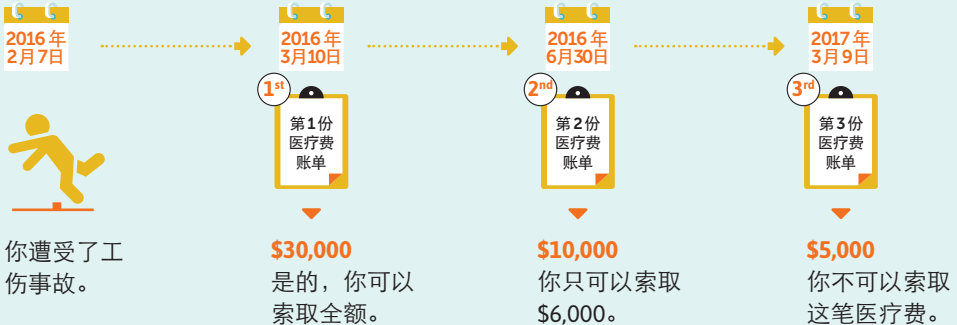 2016 年
2月7日
2016 年
3月10日
2016 年
6月30日
2017 年
3月9日
1st
第1份
医疗费
账单
2nd
第2份
医疗费
账单
3rd
第3份
医疗费
账单
你遭受了工
伤事故。
$30,000
是的，你可以
索取全额。
$10,000
你只可以索取
$6,000。
$5,000
你不可以索取
这笔医疗费。